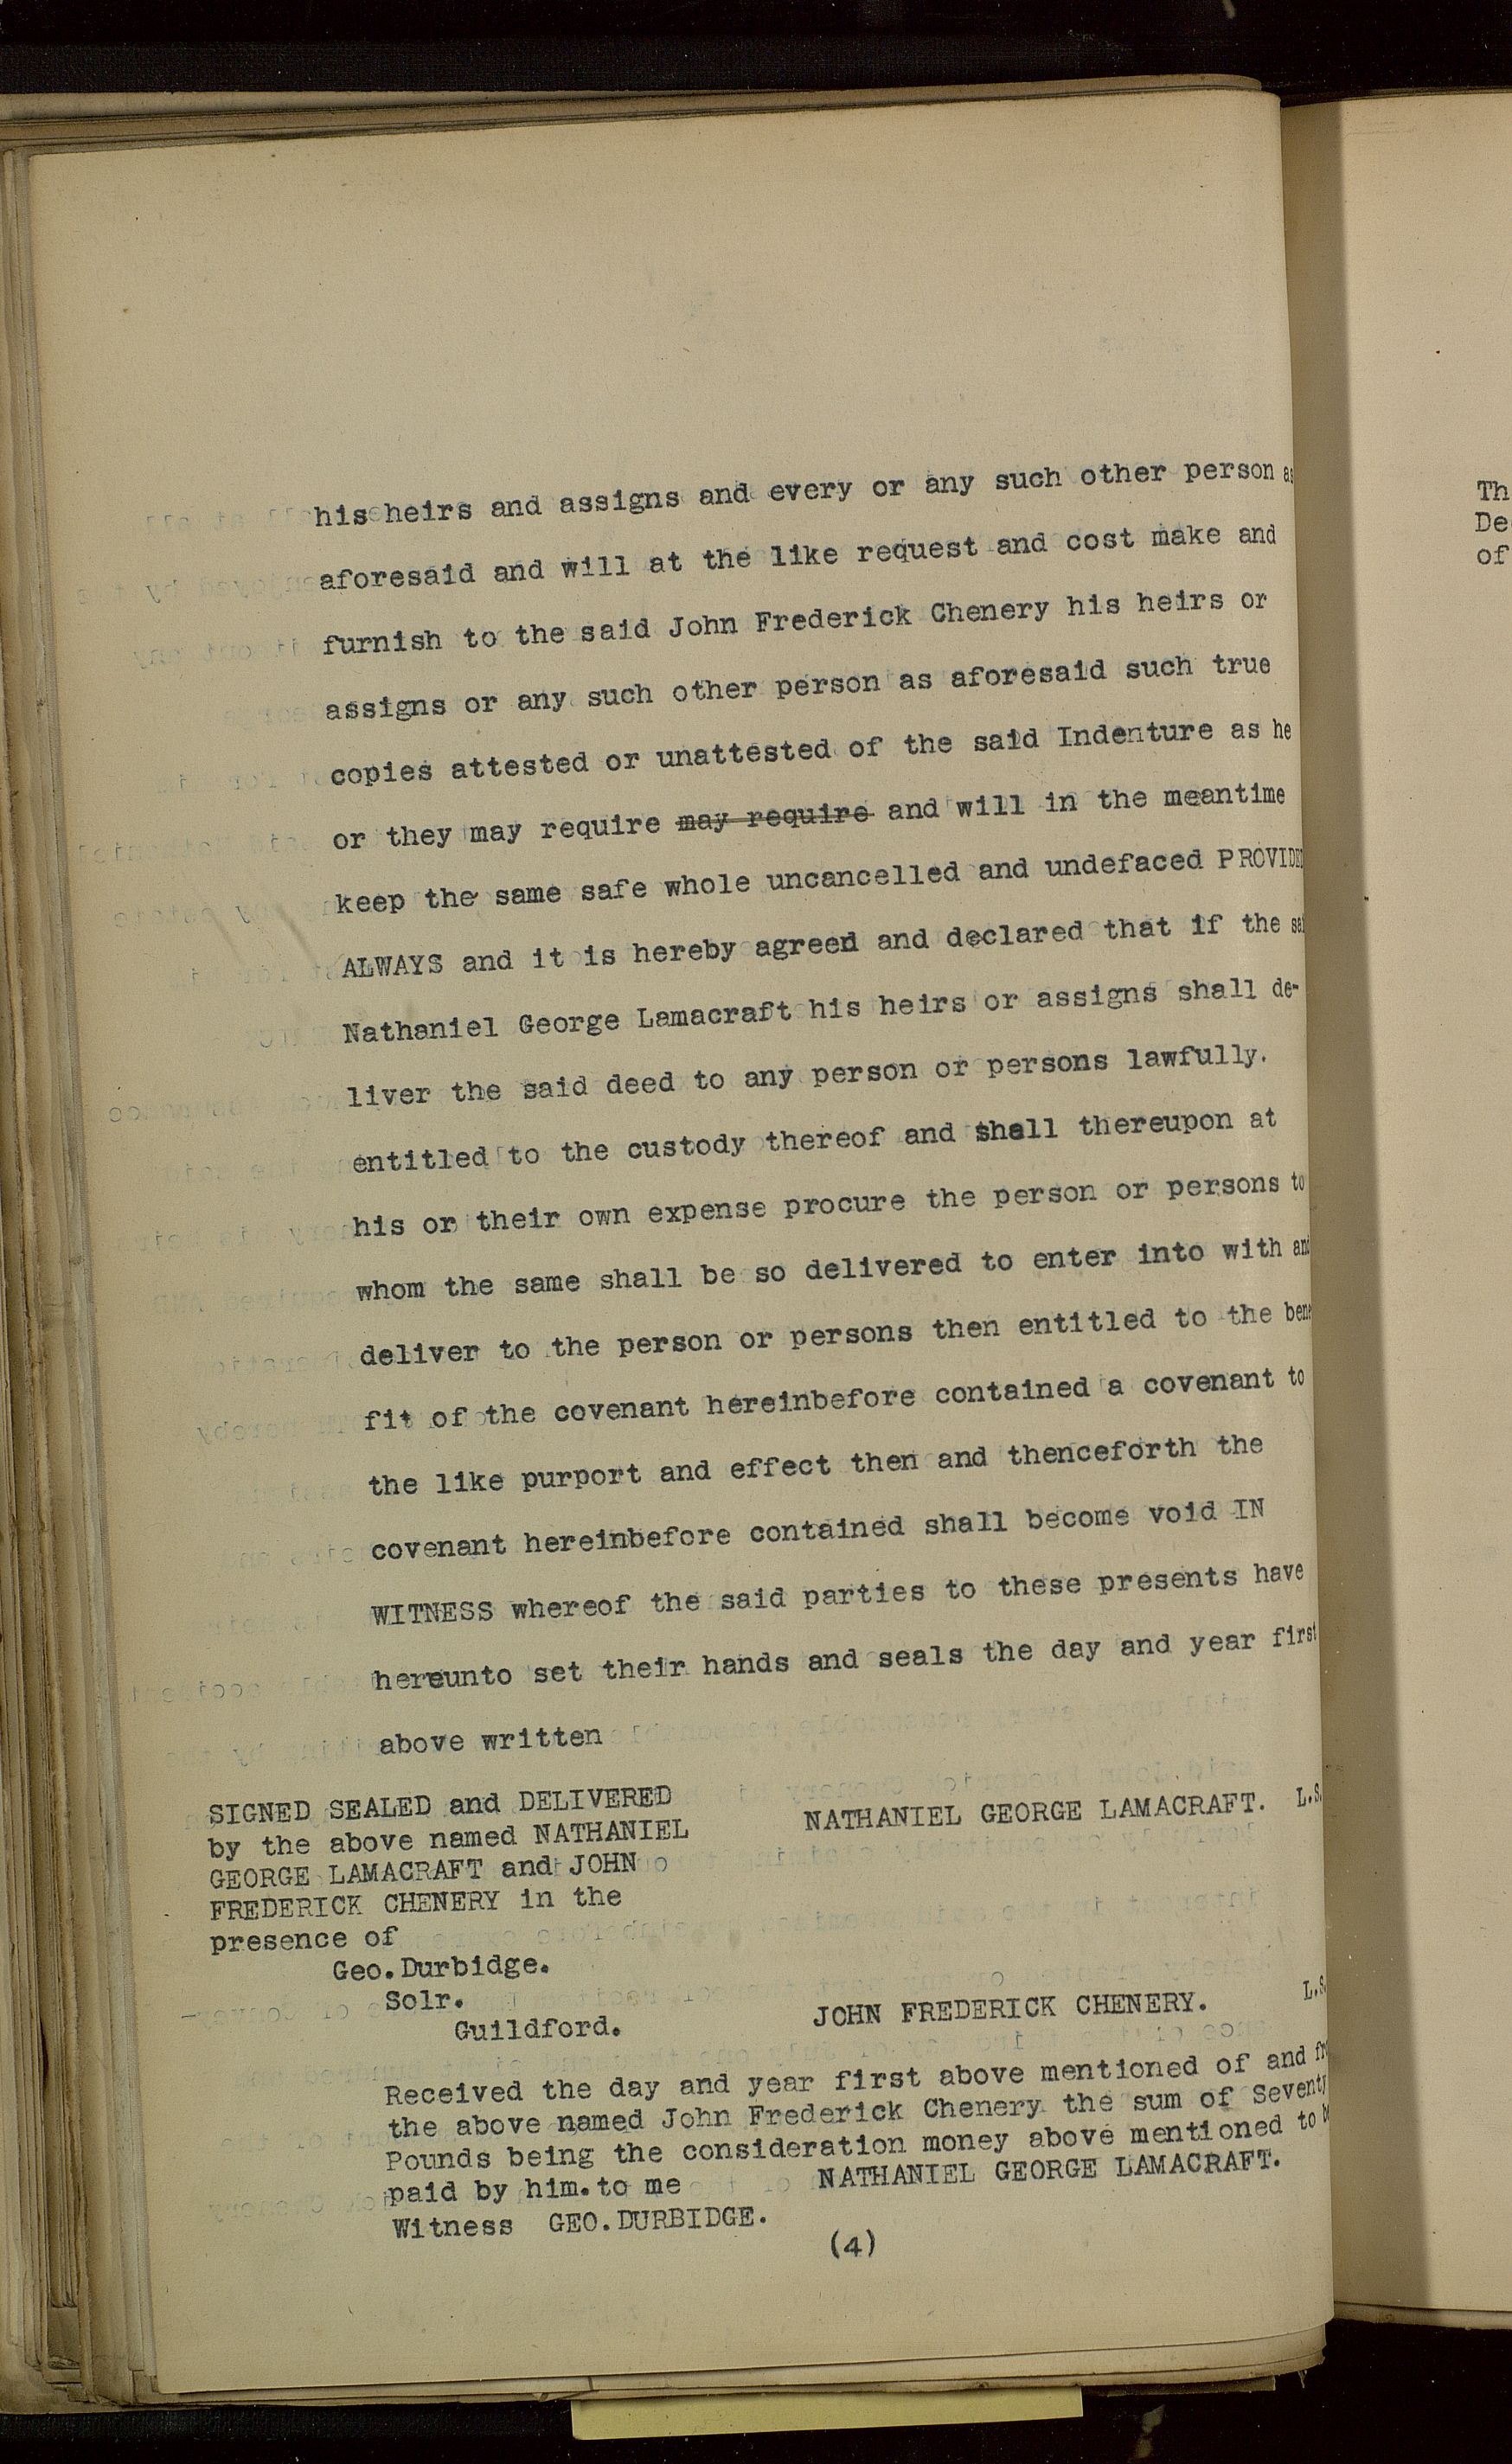 his heirs and assigns and every or any such other person as
aforesaid and will at the like request and cost make and
furnish to the said John Frederick Chenery his heirs or
assigns or any such other person as aforesaid such true
copies attested or unattested of the said Indenture as he
or they may require may require and will in the meantime
keep the same safe whole uncancelled and undefaced PROVIDED
ALWAYS and it is hereby agreed and declared that if the sai
Nathaniel George Lamacraft his heirs or assigns shall de-
liver the said deed to any person or persons lawfully.
entitled to the custody thereof and shall thereupon at
his or their own expense procure the person or persons to
whom the same shall be so delivered to enter into with and
deliver to the person or persons then entitled to the bene
fit of the covenant hereinbefore contained a covenant to
the like purport and effect then and thenceforth the
covenant hereinbefore contained shall become void IN
WITNESS whereof the said parties to these presents have
hereunto set their hands and seals the day and year first
above written
SIGNED SEALED and DELIVERED
by the above named NATHANIEL
GEORGE LAMACRAFT and JOHN
FREDERICK CHENERY in the
presence of
Geo.Durbidge.
Solr.
Guildford.
NATHANIEL GEORGE LAMACRAFT. L.S.
JOHN FREDERICK CHENERY. L.S.
Received the day and year first above mentioned of and fr
the above named John Frederick Chenery the sum of Seventy
Pounds being the consideration money above mentioned to be
paid by him.to me NATHANIEL GEORGE LAMACRAFT.
Witness GEO.DURBIDGE.
(4)
Th
De
of